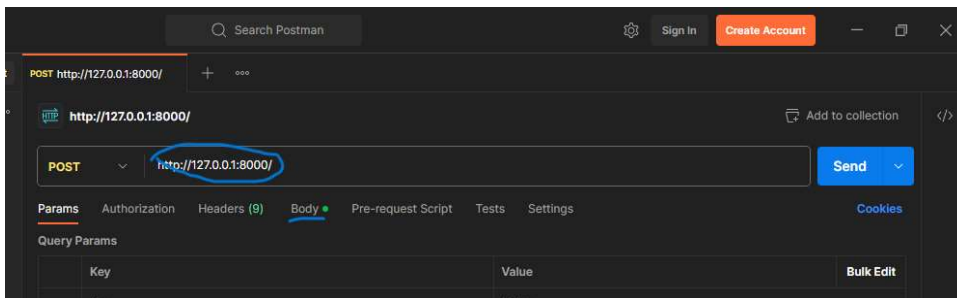 Search Postman
Sign In
Create Account
POST http://127.0.0.1:8000/
HTTP http://127.0.0.1:8000/
Add to collection
</>
POST http://127.0.0.1:8000/ Send
Params Authorization Headers (9) Body Pre-request Script Tests Settings Cookies
Query Params
Key Value Bulk Edit